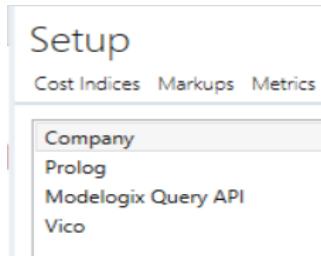 Setup
Cost Indices Markups Metrics
Company
Prolog
Modelogix Query API
Vico